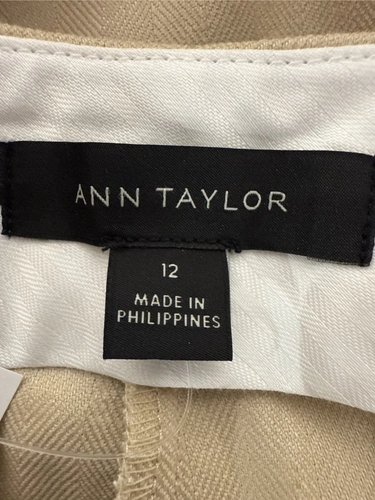 ANN TAYLOR
12
MADE IN
PHILIPPINES